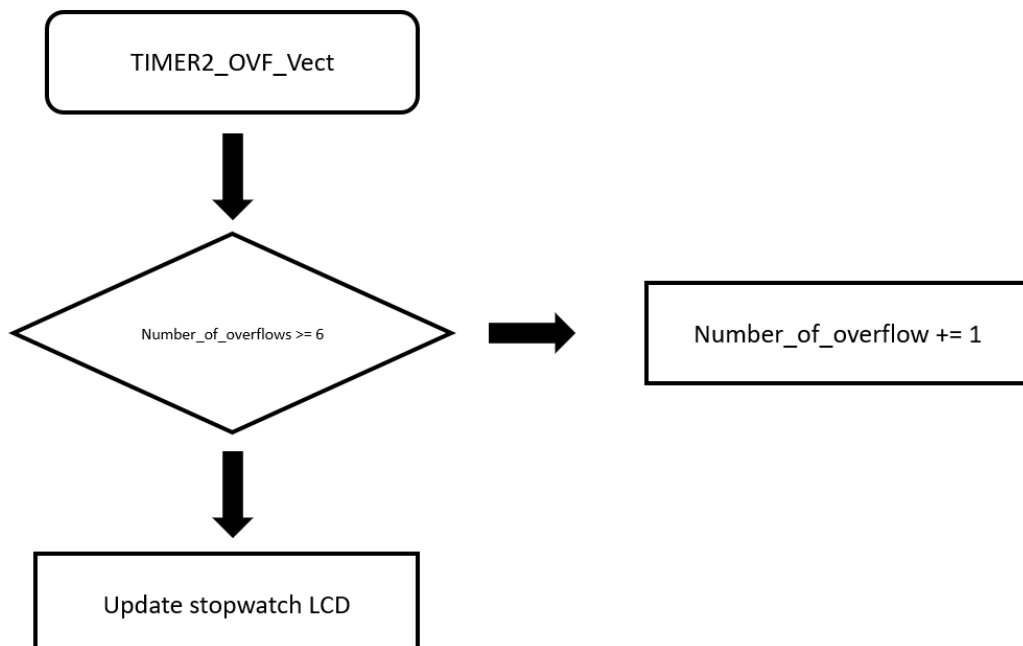 TIMER2_OVF_Vect
Number_of_overflows >= 6
Number_of_overflow += 1
Update stopwatch LCD